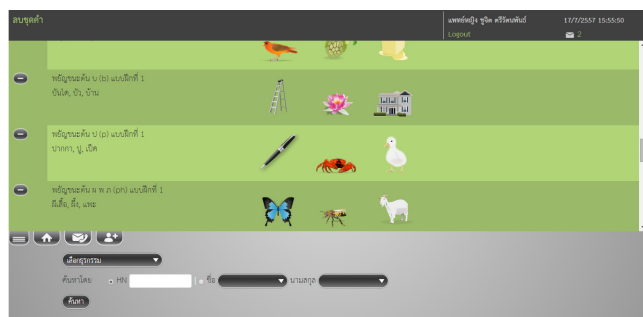 ลบชุดคำ
แพทย์หญิง ชูจิต ตรีรัตนพันธ์ 17/7/2557 15:55:50
Logout 2
พยัญชนะต้น บ (b) แบบฝึกที่ 1
บันได, บัว, บ้าน
พยัญชนะต้น ป (p) แบบฝึกที่ 1
ปากกา, ปู, เป็ด
พยัญชนะต้น ผ พ ภ (ph) แบบฝึกที่ 1
ผีเสื้อ, ผึ้ง, แพะ
เลือกธุรกรรม
ค้นหาโดย: HN ชื่อ นามสกุล
ค้นหา